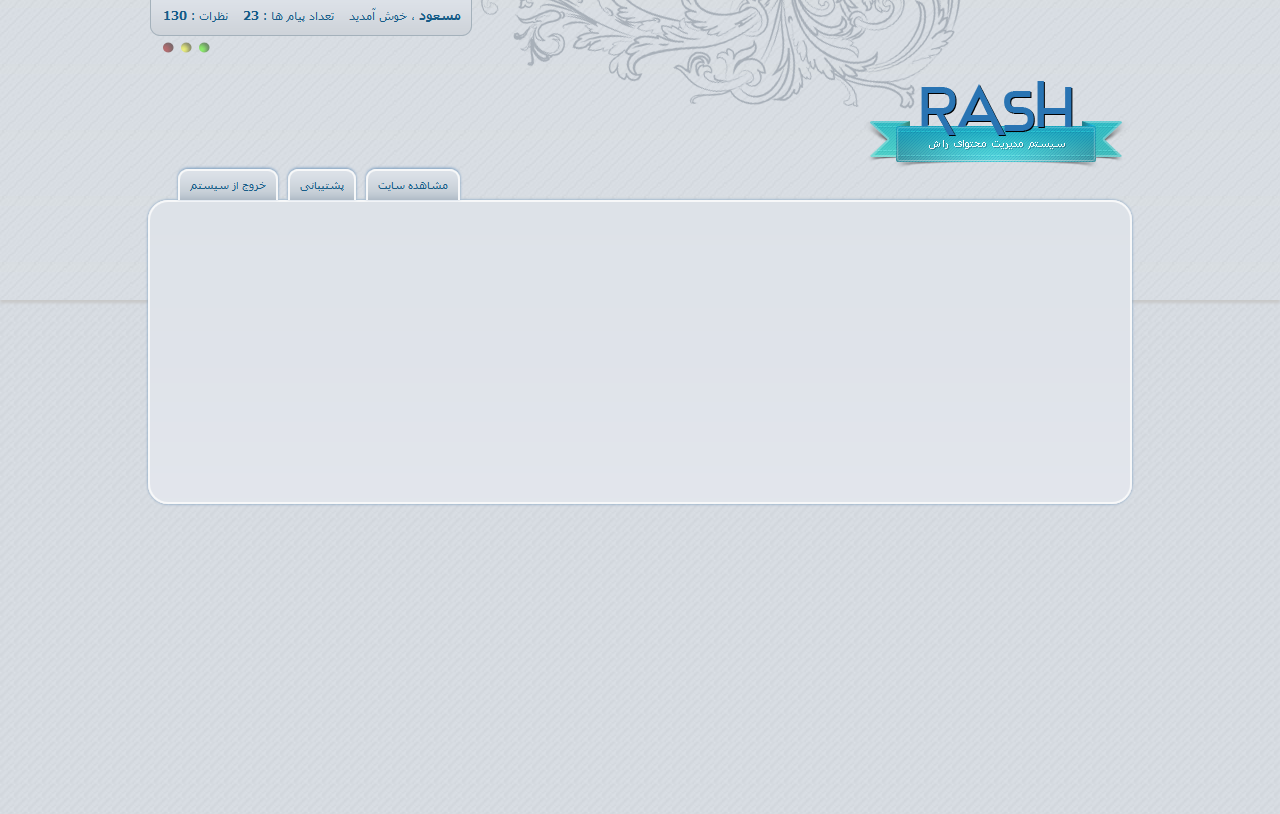 مسعود ، خوش آمدید تعداد پیام ها : 23 نظرات : 130
RASH
سیستم مدیریت محتوای راش
مشاهده سایت پشتیبانی خروج از سیستم